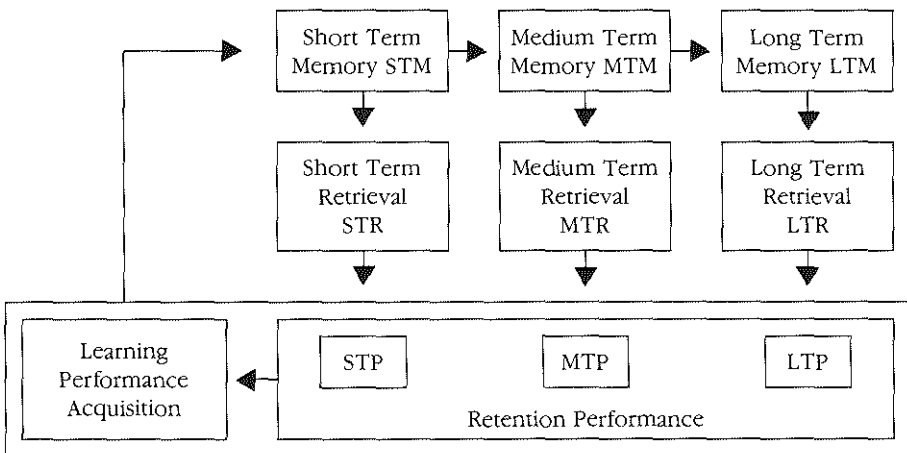 Short Term
Memory STM
Medium Term
Memory MTM
Long Term
Memory LTM
Short Term
Retrieval
STR
Medium Term
Retrieval
MTR
Long Term
Retrieval
LTR
Learning
Performance
Acquisition
STP
MTP
LTP
Retention Performance